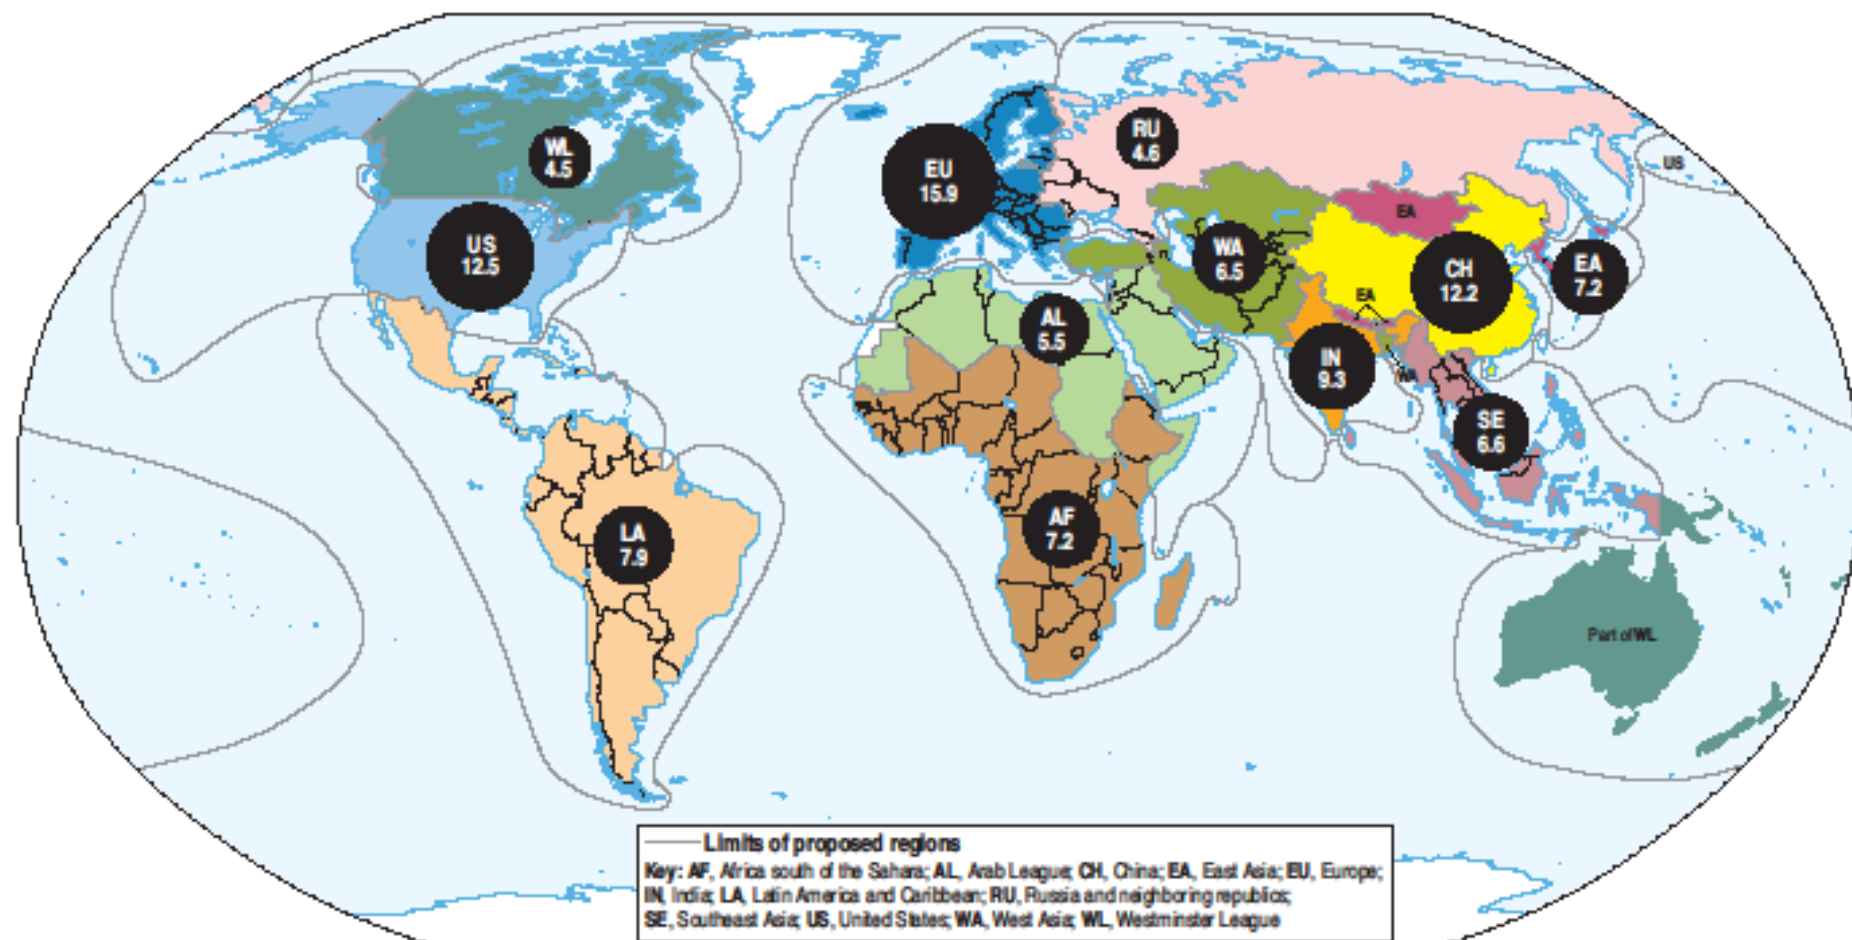 WL
4.5
US
12.5
EU
15.9
RU
4.6
US
EA
WA
6.5
CH
12.2
EA
7.2
EA
AL
5.5
IN
9.3
WA
SE
6.6
LA
7.9
AF
7.2
Part of WL
Limits of proposed regions
Key: AF, Africa south of the Sahara; AL, Arab League; CH, China; EA, East Asia; EU, Europe;
IN, India; LA, Latin America and Caribbean; RU, Russia and neighboring republics;
SE, Southeast Asia; US, United States; WA, West Asia; WL, Westminster League